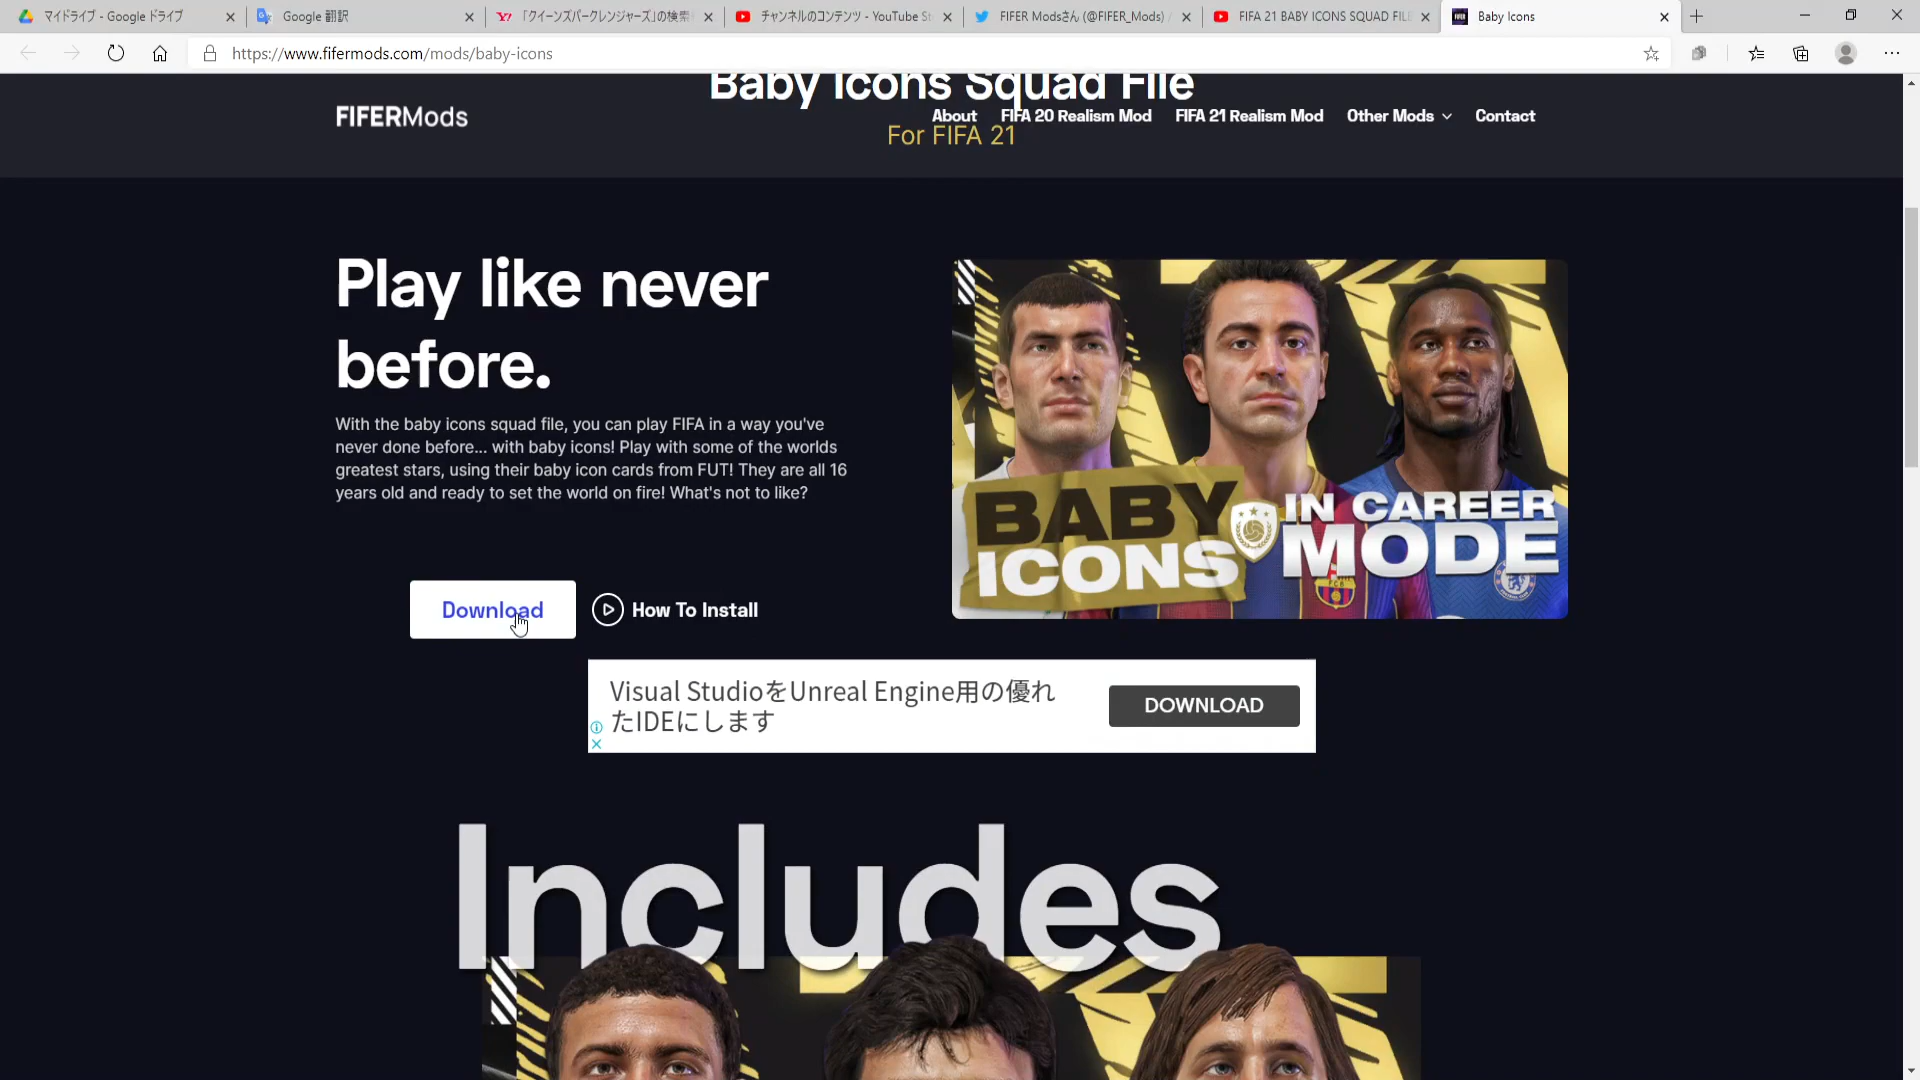 マイドライブ - Google ドライブ
Google 翻訳
「クイーンズパークレンジャーズ」の検索
チャンネルのコンテンツ - YouTube St
FIFER Modsさん (@FIFER_Mods) /
FIFA 21 BABY ICONS SQUAD FILE
Baby Icons
https://www.fifermods.com/mods/baby-icons
Baby Icons Squad File
FIFERMods
About
FIFA 20 Realism Mod
FIFA 21 Realism Mod
Other Mods
Contact
For FIFA 21
Play like never
before.
With the baby icons squad file, you can play FIFA in a way you've
never done before... with baby icons! Play with some of the worlds
greatest stars, using their baby icon cards from FUT! They are all 16
years old and ready to set the world on fire! What's not to like?
BABY
ICONS
IN CAREER
MODE
Download
How To Install
Visual StudioをUnreal Engine用の優れ
たIDEにします
DOWNLOAD
Includes